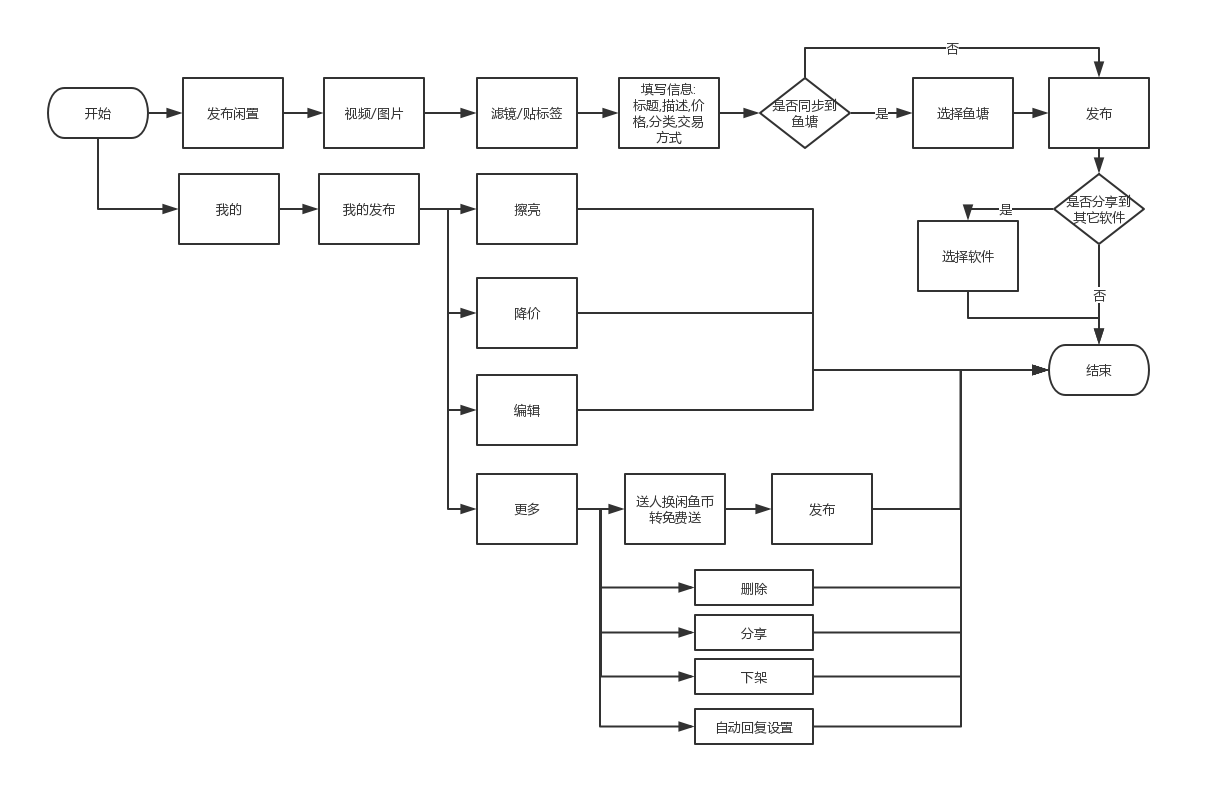 否
开始
发布闲置
视频/图片
滤镜/贴标签
填写信息:
标题,描述,价
格,分类,交易
方式
是否同步到
鱼塘
是
选择鱼塘
发布
我的
我的发布
擦亮
是
是否分享到
其它软件
选择软件
否
降价
结束
编辑
更多
送人换闲鱼币
转免费送
发布
删除
分享
下架
自动回复设置